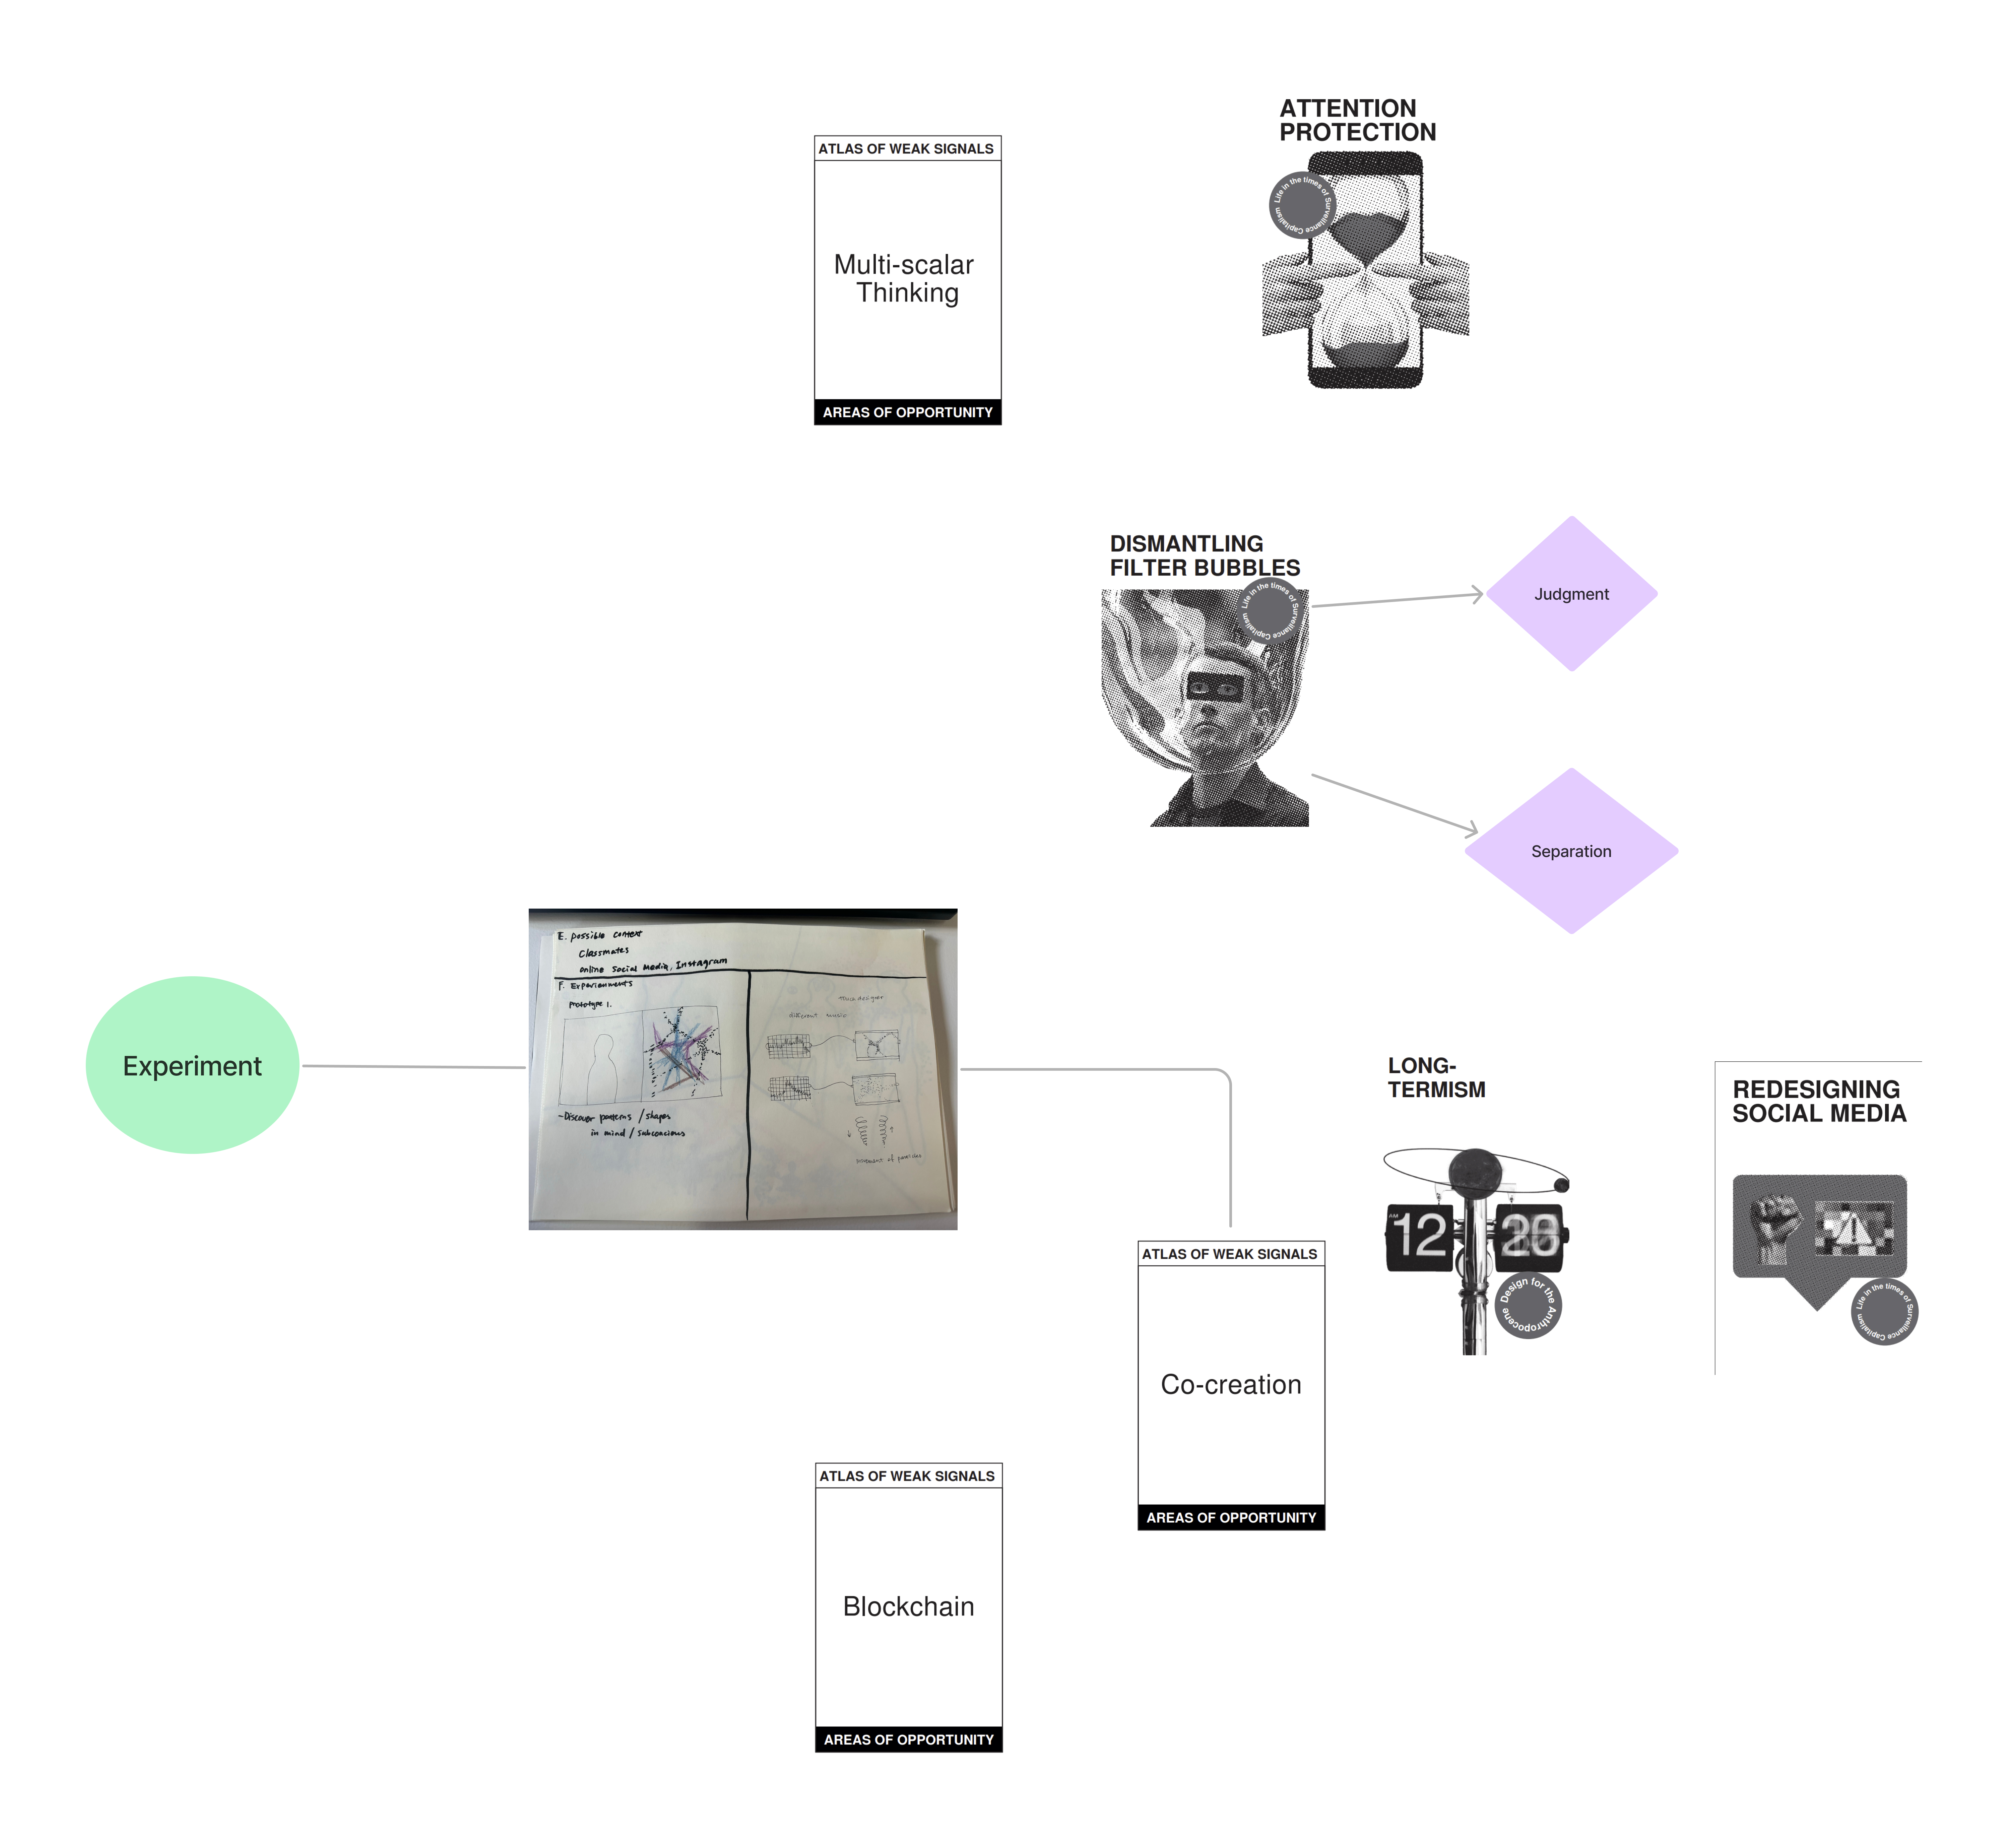 ATTENTION
PROTECTION
Life in the times of Surveillance Capitalism
ATLAS OF WEAK SIGNALS
Multi-scalar
Thinking
AREAS OF OPPORTUNITY
DISMANTLING
FILTER BUBBLES
Life in the times of Surveillance Capitalism
Judgment
Separation
Experiment
E. possible context
Classmates
online Social Media, Instagram
F. Experienments
Prototype 1.
- Discover patterns / shapes
in mind / subconcious
Touch designer
different music
movement of particles
LONG-
TERMISM
AM
12
Design for the Anthropocene
REDESIGNING
SOCIAL MEDIA
Life in the times of Surveillance Capitalism
ATLAS OF WEAK SIGNALS
Co-creation
AREAS OF OPPORTUNITY
ATLAS OF WEAK SIGNALS
Blockchain
AREAS OF OPPORTUNITY